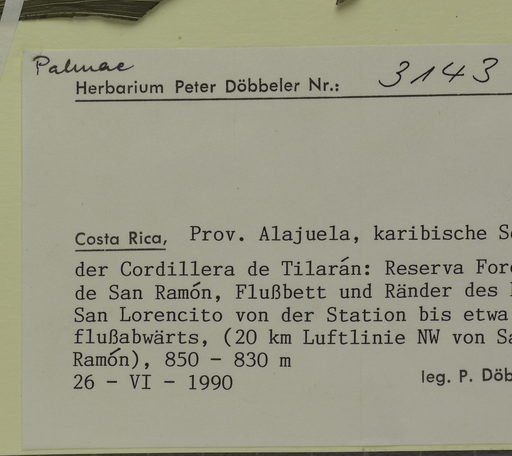 Palmae
Herbarium Peter Döbbeler Nr.: 3143
Costa Rica, Prov. Alajuela, karibische
der Cordillera de Tilarán: Reserva
de San Ramón, Flußbett und Ränder des
San Lorencito von der Station bis etwa
flußabwärts, (20 km Luftlinie NW von
Ramón), 850 - 830 m
26 - VI - 1990 leg. P.